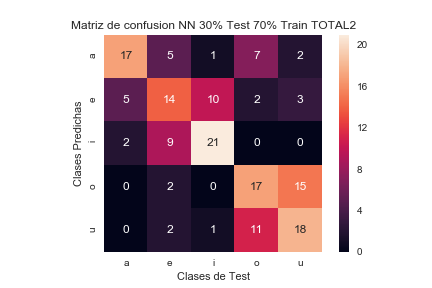 Matriz de confusion NN 30% Test 70% Train TOTAL2
Clases Predichas
a 17 5 1 7 2
e 5 14 10 2 3
i 2 9 21 0 0
o 0 2 0 17 15
u 0 2 1 11 18
a e i o u
Clases de Test
20
16
12
8
4
0